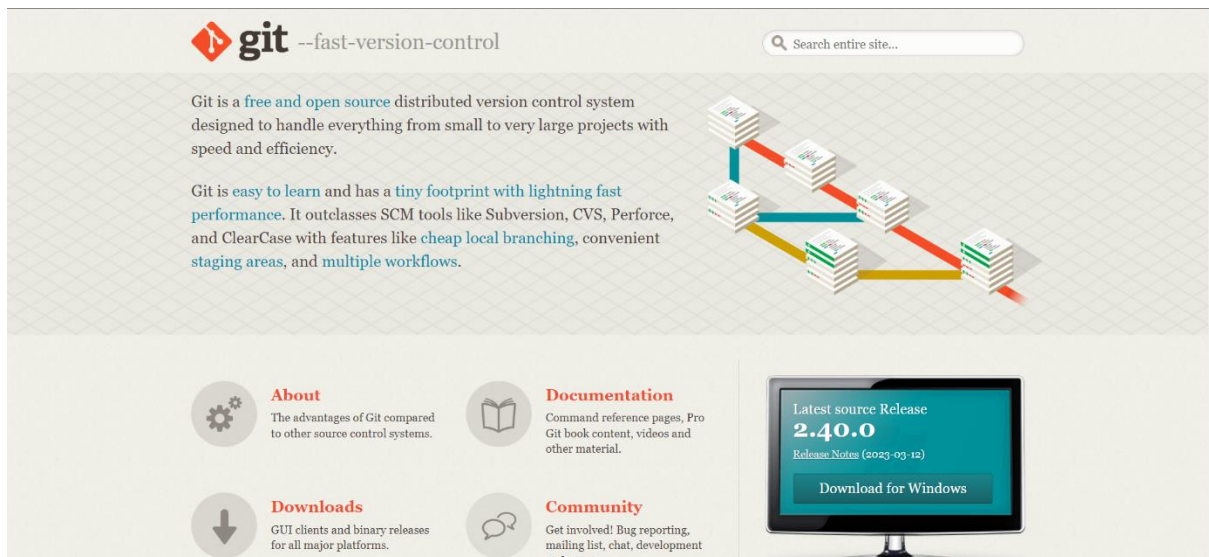 git --fast-version-control
Search entire site...
Git is a free and open source distributed version control system
designed to handle everything from small to very large projects with
speed and efficiency.
Git is easy to learn and has a tiny footprint with lightning fast
performance. It outclasses SCM tools like Subversion, CVS, Perforce,
and ClearCase with features like cheap local branching, convenient
staging areas, and multiple workflows.
About
The advantages of Git compared
to other source control systems.
Documentation
Command reference pages, Pro
Git book content, videos and
other material.
Downloads
GUI clients and binary releases
for all major platforms.
Community
Get involved! Bug reporting,
mailing list, chat, development
Latest source Release
2.40.0
Release Notes (2023-03-12)
Download for Windows